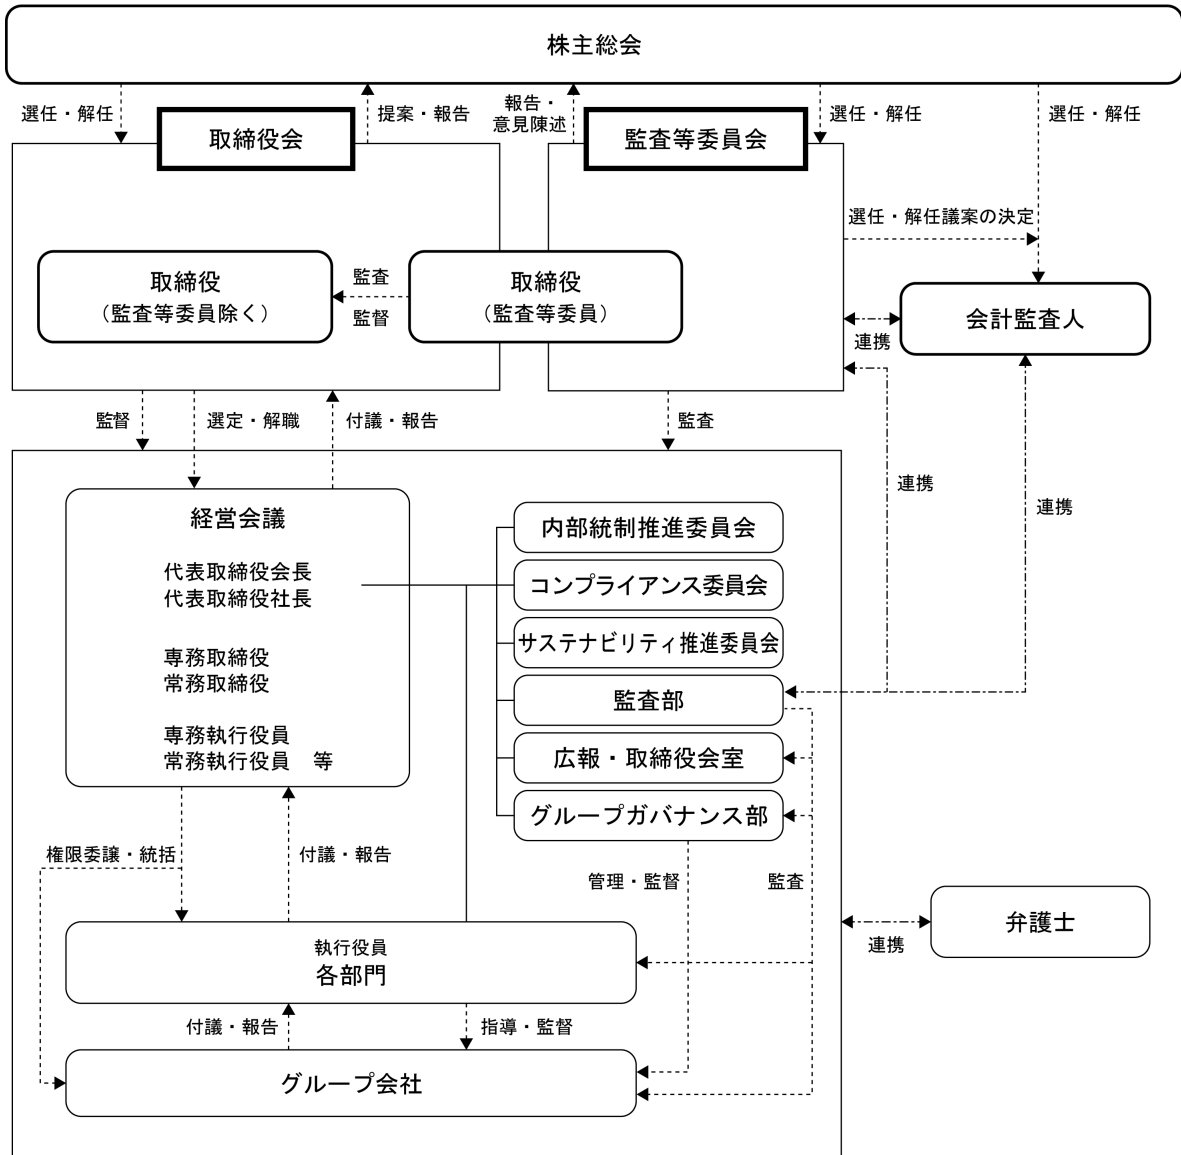 株主総会
選任・解任
提案・報告
報告・
意見陳述
選任・解任
選任・解任
取締役会
監査等委員会
選任・解任議案の決定
取締役
（監査等委員除く）
監査
監督
取締役
（監査等委員）
会計監査人
連携
監督
選定・解職
付議・報告
監査
連携
連携
経営会議
代表取締役会長
代表取締役社長
専務取締役
常務取締役
専務執行役員
常務執行役員　等
内部統制推進委員会
コンプライアンス委員会
サステナビリティ推進委員会
監査部
広報・取締役会室
グループガバナンス部
権限委譲・統括
付議・報告
管理・監督
監査
執行役員
各部門
弁護士
連携
付議・報告
指導・監督
グループ会社